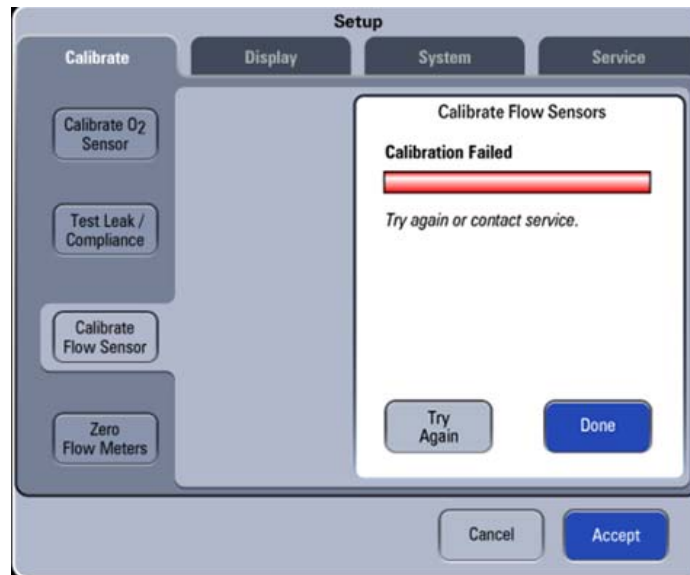 Setup
Calibrate
Display
System
Service
Calibrate O2
Sensor
Test Leak /
Compliance
Calibrate
Flow Sensor
Zero
Flow Meters
Calibrate Flow Sensors
Calibration Failed
Try again or contact service.
Try
Again
Done
Cancel
Accept